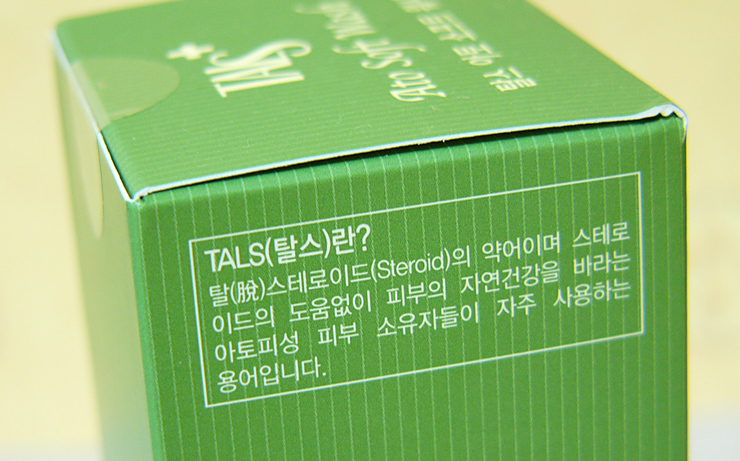 TALS+
Ato Soft
TALS(탈스)란?
탈(脫)스테로이드(Steroid)의 약어이며 스테로
이드의 도움없이 피부의 자연건강을 바라는
아토피성 피부 소유자들이 자주 사용하는
용어입니다.